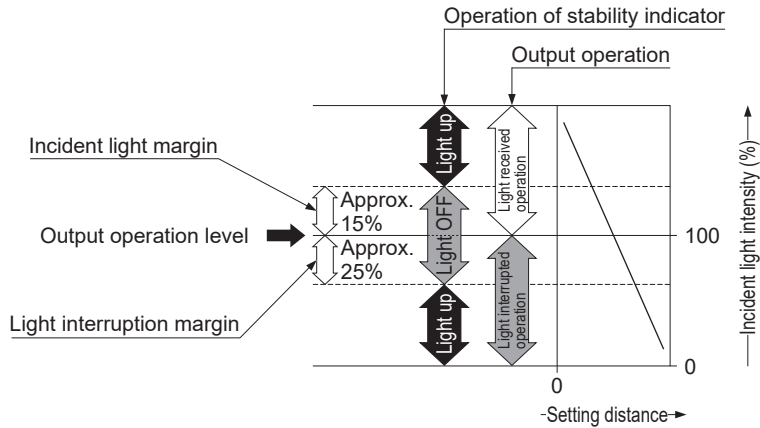 Operation of stability indicator
Output operation
Incident light margin
Approx.
15%
Output operation level
Approx.
25%
Light interruption margin
Light up
Light OFF
Light up
Light received
operation
Light interrupted
operation
100
0
0
Setting distance
Incident light intensity (%)